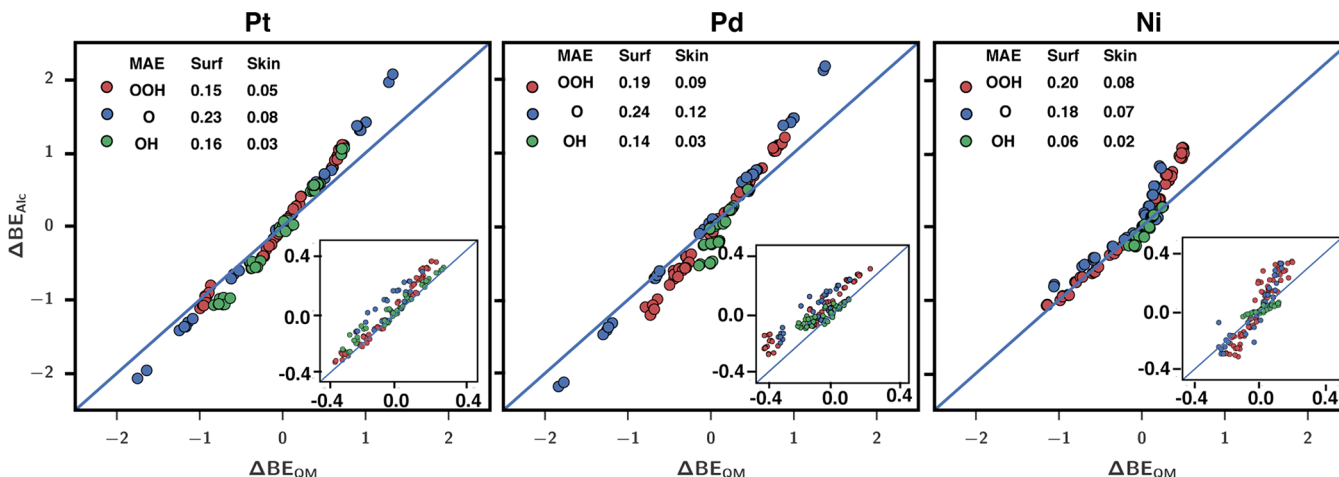 Pt
Pd
Ni
MAE Surf Skin
OOH 0.15 0.05
O 0.23 0.08
OH 0.16 0.03
MAE Surf Skin
OOH 0.19 0.09
O 0.24 0.12
OH 0.14 0.03
MAE Surf Skin
OOH 0.20 0.08
O 0.18 0.07
OH 0.06 0.02
ΔBE_Alc
2
1
0
−1
−2
0.4
0.0
-0.4
-0.4 0.0 0.4
0.4
0.0
-0.4
-0.4 0.0 0.4
0.4
0.0
-0.4
-0.4 0.0 0.4
−2 −1 0 1 2
−2 −1 0 1 2
−2 −1 0 1 2
ΔBE_QM
ΔBE_QM
ΔBE_QM